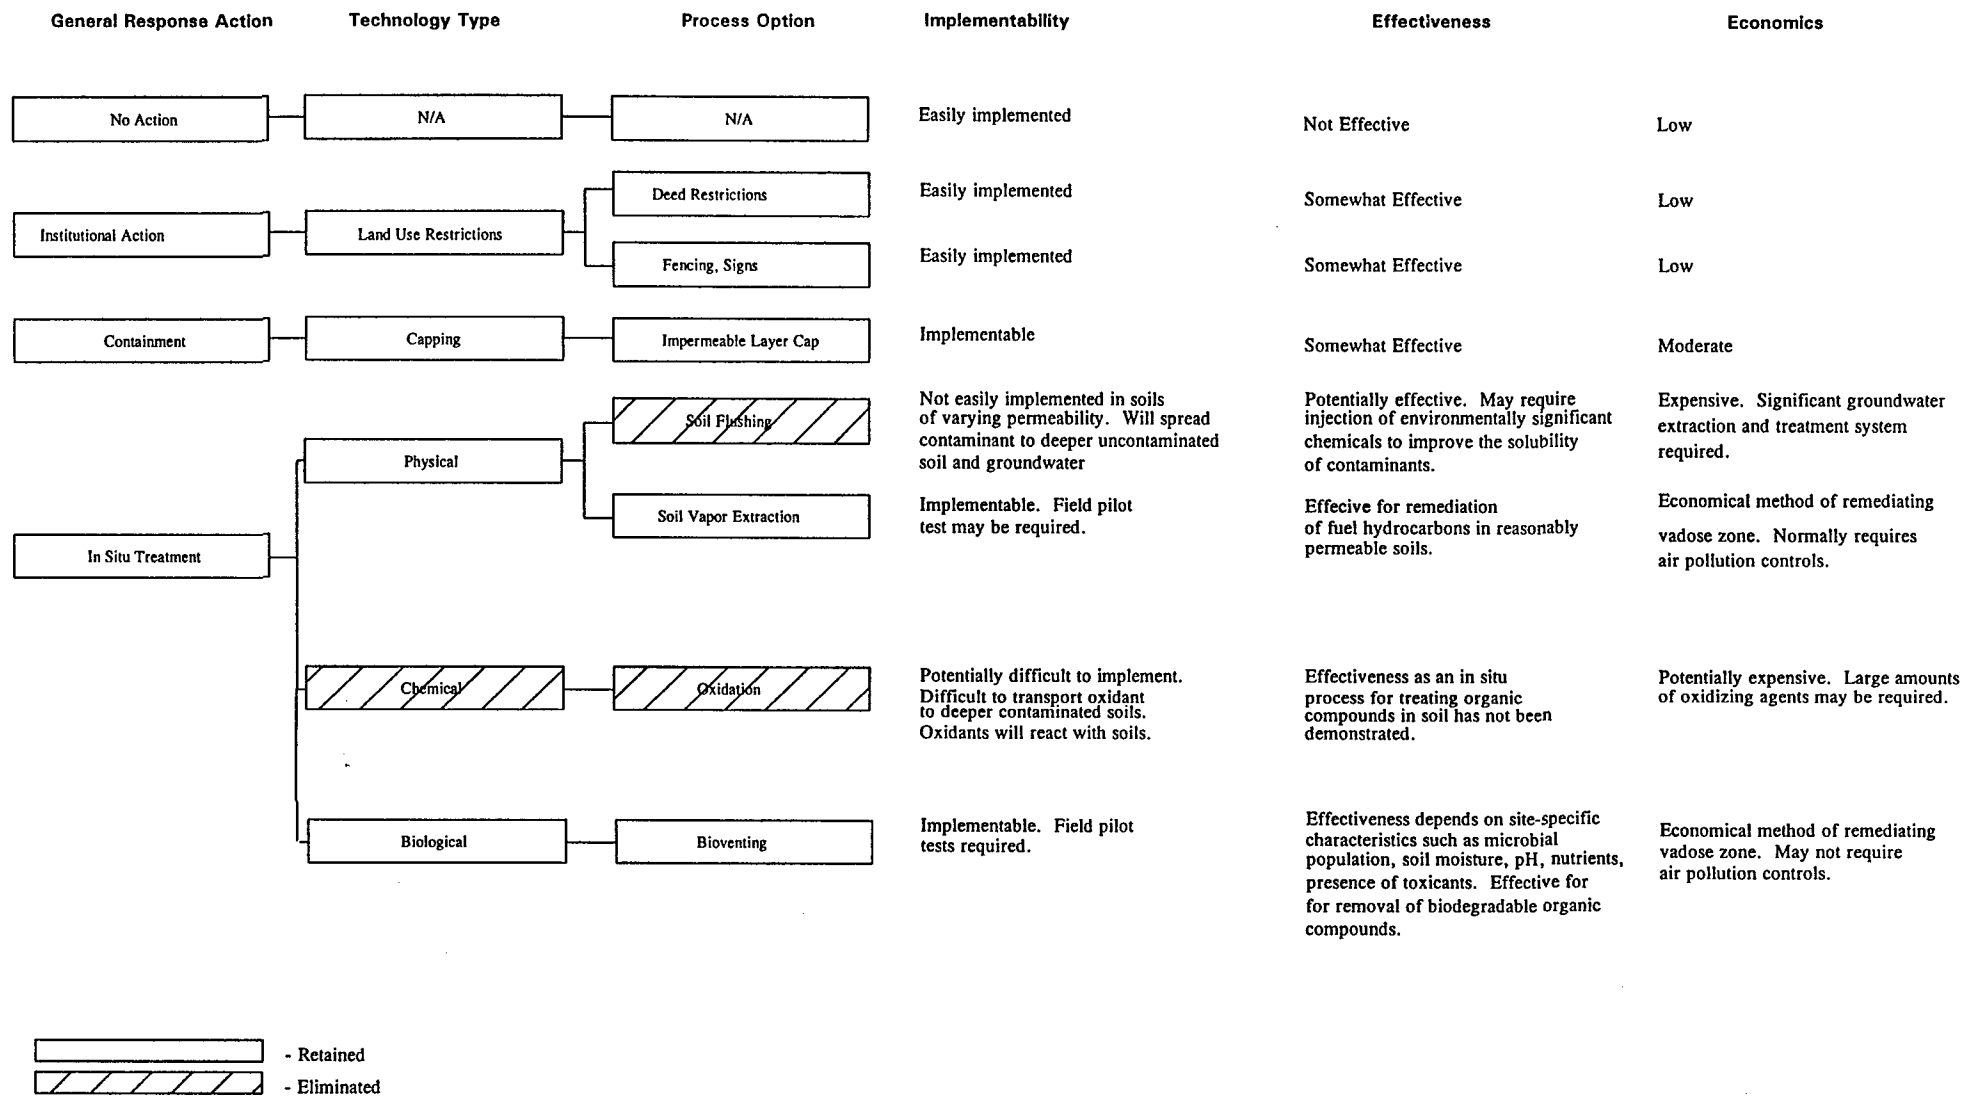 General Response Action Technology Type Process Option Implementability Effectiveness Economics
No Action N/A N/A Easily implemented Not Effective Low
Deed Restrictions Easily implemented Somewhat Effective Low
Institutional Action Land Use Restrictions
Fencing, Signs Easily implemented Somewhat Effective Low
Containment Capping Impermeable Layer Cap Implementable Somewhat Effective Moderate
In Situ Treatment
Physical
Soil Flushing
Not easily implemented in soils
of varying permeability. Will spread
contaminant to deeper uncontaminated
soil and groundwater
Potentially effective. May require
injection of environmentally significant
chemicals to improve the solubility
of contaminants.
Expensive. Significant groundwater
extraction and treatment system
required.
Soil Vapor Extraction
Implementable. Field pilot
test may be required.
Effecive for remediation
of fuel hydrocarbons in reasonably
permeable soils.
Economical method of remediating
vadose zone. Normally requires
air pollution controls.
Chemical
Oxidation
Potentially difficult to implement.
Difficult to transport oxidant
to deeper contaminated soils.
Oxidants will react with soils.
Effectiveness as an in situ
process for treating organic
compounds in soil has not been
demonstrated.
Potentially expensive. Large amounts
of oxidizing agents may be required.
Biological
Bioventing
Implementable. Field pilot
tests required.
Effectiveness depends on site-specific
characteristics such as microbial
population, soil moisture, pH, nutrients,
presence of toxicants. Effective for
for removal of biodegradable organic
compounds.
Economical method of remediating
vadose zone. May not require
air pollution controls.
- Retained
- Eliminated